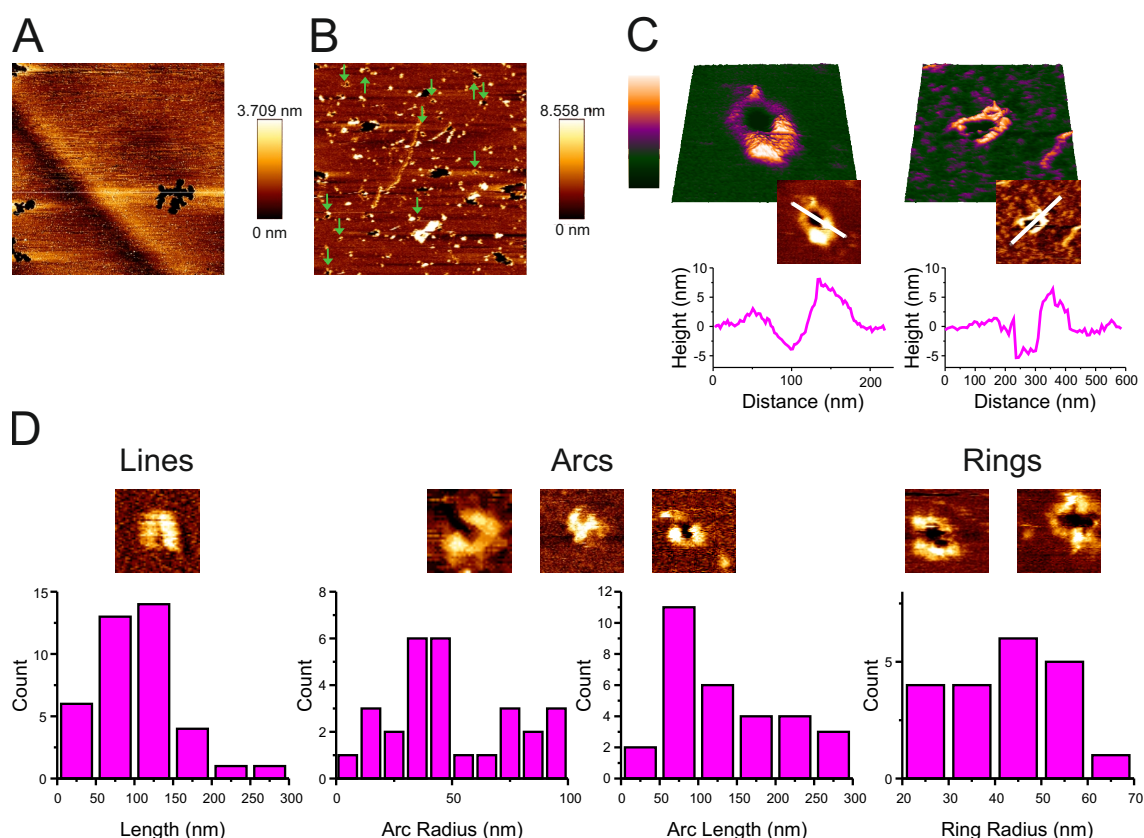 A
B
C
3.709 nm
0 nm
8.558 nm
0 nm
Height (nm)
10
5
0
-5
0
100
200
Distance (nm)
Height (nm)
10
5
0
-5
0
100
200
300
400
500
600
Distance (nm)
D
Lines
Arcs
Rings
Count
15
10
5
0
0
50
100
150
200
250
300
Length (nm)
Count
8
6
4
2
0
0
50
100
Arc Radius (nm)
Count
12
10
8
6
4
2
0
0
50
100
150
200
250
300
Arc Length (nm)
Count
5
0
20
30
40
50
60
70
Ring Radius (nm)